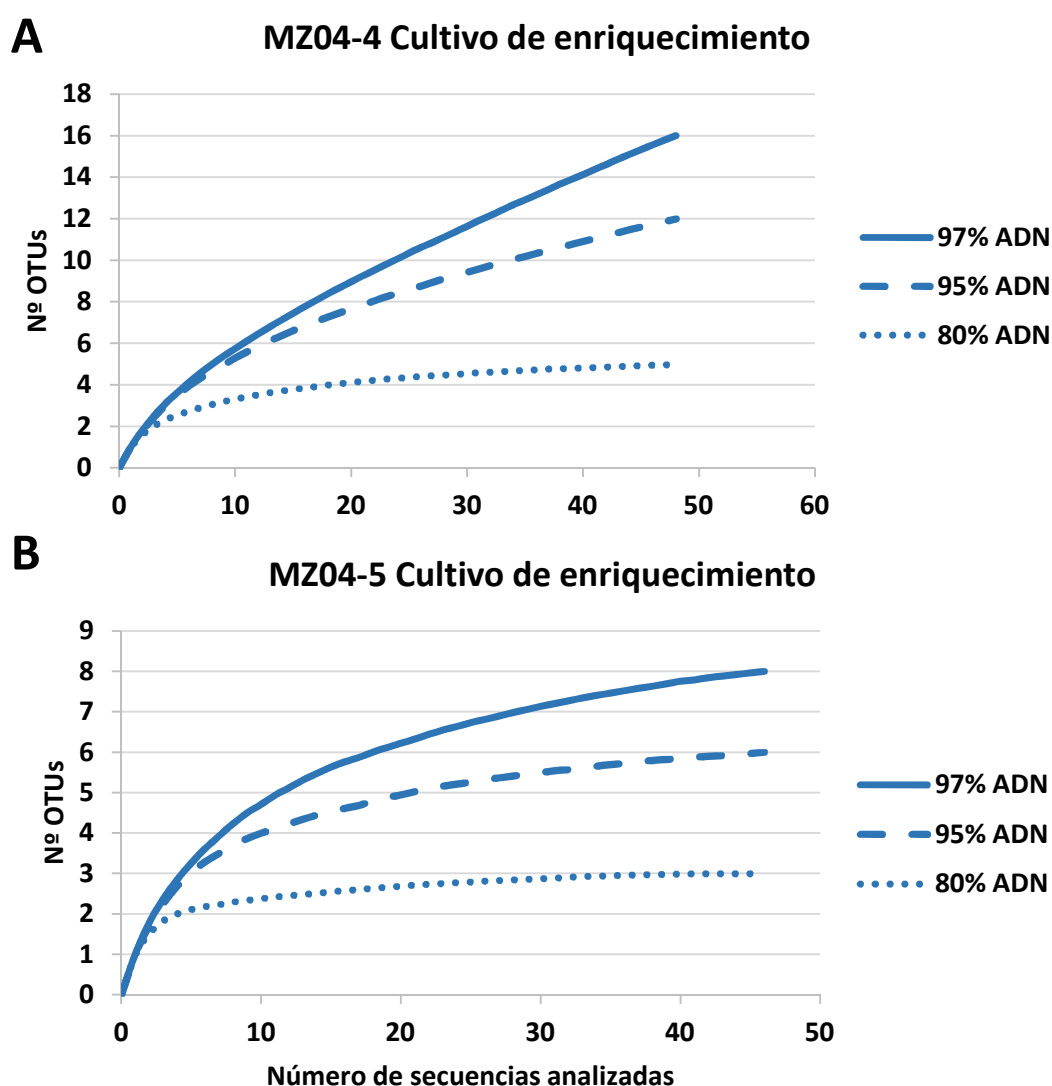 A
MZ04-4 Cultivo de enriquecimiento
18
16
14
12
10
8
6
4
2
0
Nº OTUs
0 10 20 30 40 50 60
97% ADN
95% ADN
80% ADN
B
MZ04-5 Cultivo de enriquecimiento
9
8
7
6
5
4
3
2
1
0
Nº OTUs
0 10 20 30 40 50
Número de secuencias analizadas
97% ADN
95% ADN
80% ADN